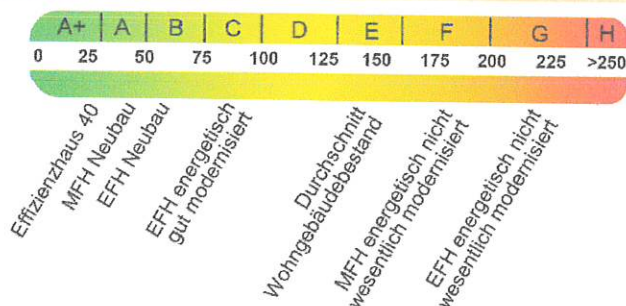 A+ A B C D E F G H
0 25 50 75 100 125 150 175 200 225 >250
Effizienzhaus 40
MFH Neubau
EFH Neubau
EFH energetisch
gut modernisiert
Durchschnitt
Wohngebäudebestand
MFH energetisch nicht
wesentlich modernisiert
EFH energetisch nicht
wesentlich modernisiert